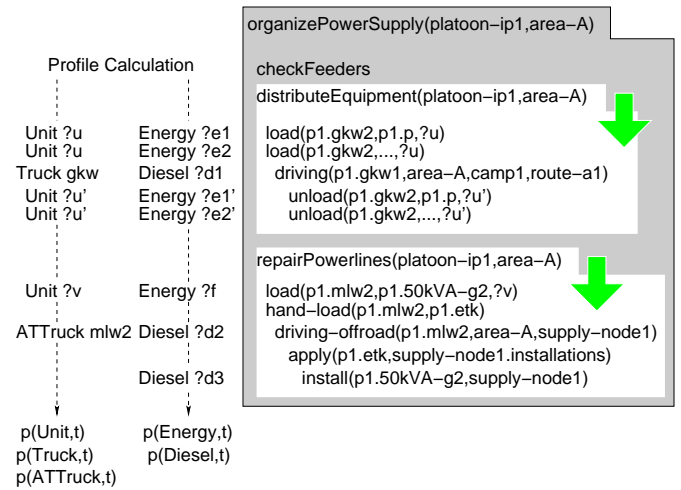 organizePowerSupply(platoon−ip1,area−A)
Profile Calculation
checkFeeders
distributeEquipment(platoon−ip1,area−A)
Unit ?u Energy ?e1 load(p1.gkw2,p1.p,?u)
Unit ?u Energy ?e2 load(p1.gkw2,...,?u)
Truck gkw Diesel ?d1 driving(p1.gkw1,area−A,camp1,route−a1)
Unit ?u' Energy ?e1' unload(p1.gkw2,p1.p,?u')
Unit ?u' Energy ?e2' unload(p1.gkw2,...,?u')
repairPowerlines(platoon−ip1,area−A)
Unit ?v Energy ?f load(p1.mlw2,p1.50kVA−g2,?v)
hand−load(p1.mlw2,p1.etk)
ATTruck mlw2 Diesel ?d2 driving−offroad(p1.mlw2,area−A,supply−node1)
apply(p1.etk,supply−node1.installations)
Diesel ?d3 install(p1.50kVA−g2,supply−node1)
p(Unit,t) p(Energy,t)
p(Truck,t) p(Diesel,t)
p(ATTruck,t)